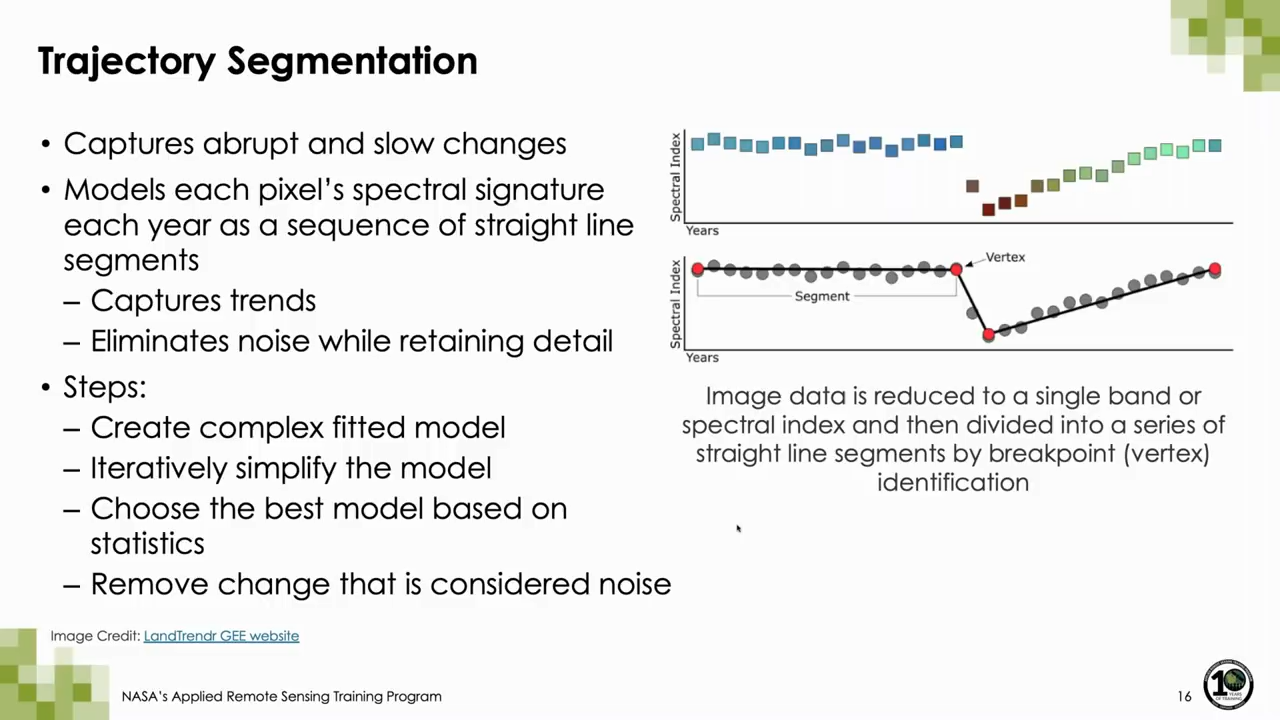 Trajectory Segmentation
• Captures abrupt and slow changes
• Models each pixel's spectral signature
each year as a sequence of straight line
segments
– Captures trends
– Eliminates noise while retaining detail
• Steps:
– Create complex fitted model
– Iteratively simplify the model
– Choose the best model based on
statistics
– Remove change that is considered noise
Spectral Index
Years
Spectral Index
Vertex
Segment
Years
Image data is reduced to a single band or
spectral index and then divided into a series of
straight line segments by breakpoint (vertex)
identification
Image Credit: LandTrendr GEE website
NASA's Applied Remote Sensing Training Program
16
10
YEARS
OF TRAINING